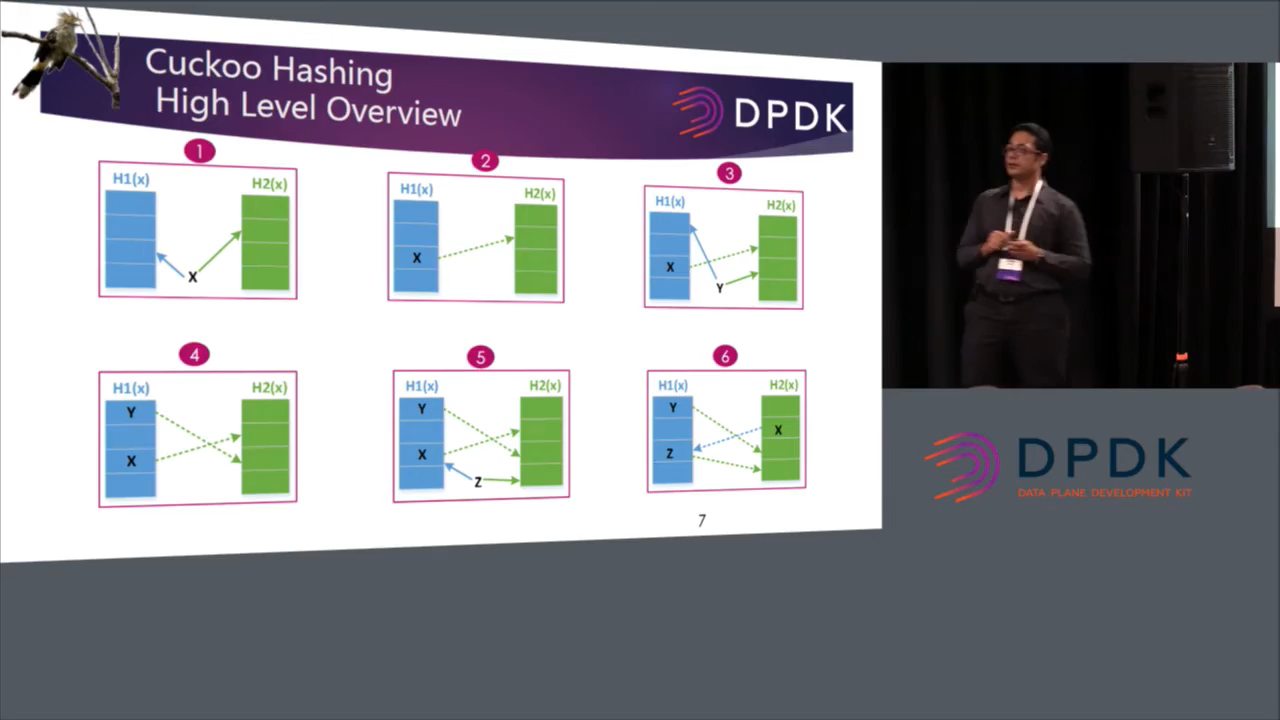 Cuckoo Hashing
High Level Overview
DPDK
1
H1(x)
H2(x)
X
2
H1(x)
H2(x)
X
3
H1(x)
H2(x)
X
Y
4
H1(x)
H2(x)
Y
X
5
H1(x)
H2(x)
Y
X
Z
6
H1(x)
H2(x)
Y
X
Z
7
DPDK
DATA PLANE DEVELOPMENT KIT